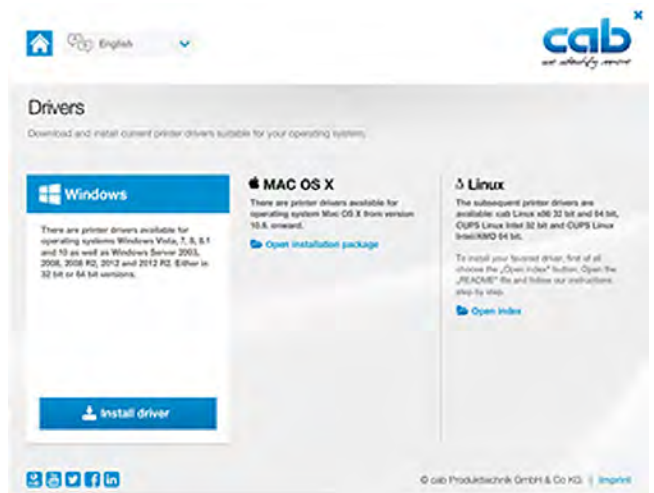 English
cab
we identify more
Drivers
Download and install current printer drivers suitable for your operating system.
Windows
There are printer drivers available for
operating systems Windows Vista, 7, 8, 8.1
and 10 as well as Windows Server 2003,
2008, 2008 R2, 2012 and 2012 R2. Either in
32 bit or 64 bit versions.
Install driver
MAC OS X
There are printer drivers available for
operating system Mac OS X from version
10.6. onward.
Open installation package
Linux
The subsequent printer drivers are
available: cab Linux x86 32 bit and 64 bit,
CUPS Linux Intel 32 bit and CUPS Linux
Intel/AMD 64 bit.
To install your favored driver, first of all
choose the „Open index" button. Open the
„README" file and follow our instructions
step by step.
Open index
© cab Produkttechnik GmbH & Co KG. | Imprint